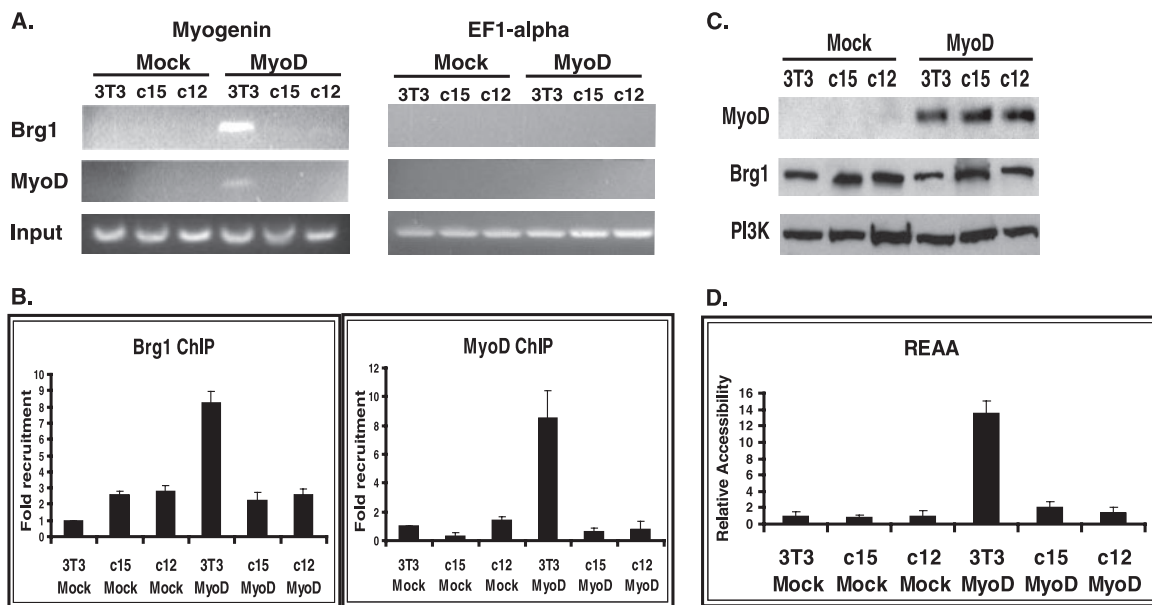 A.
Myogenin
EF1-alpha
Mock MyoD
Mock MyoD
3T3 c15 c12 3T3 c15 c12
3T3 c15 c12 3T3 c15 c12
Brg1
MyoD
Input
C.
Mock MyoD
3T3 c15 c12 3T3 c15 c12
MyoD
Brg1
PI3K
B.
Brg1 ChIP
Fold recruitment
10
9
8
7
6
5
4
3
2
1
0
3T3 c15 c12 3T3 c15 c12
Mock Mock Mock MyoD MyoD MyoD
MyoD ChIP
Fold recruitment
12
10
8
6
4
2
0
3T3 c15 c12 3T3 c15 c12
Mock Mock Mock MyoD MyoD MyoD
D.
REAA
Relative Accessibility
16
14
12
10
8
6
4
2
0
3T3 c15 c12 3T3 c15 c12
Mock Mock Mock MyoD MyoD MyoD